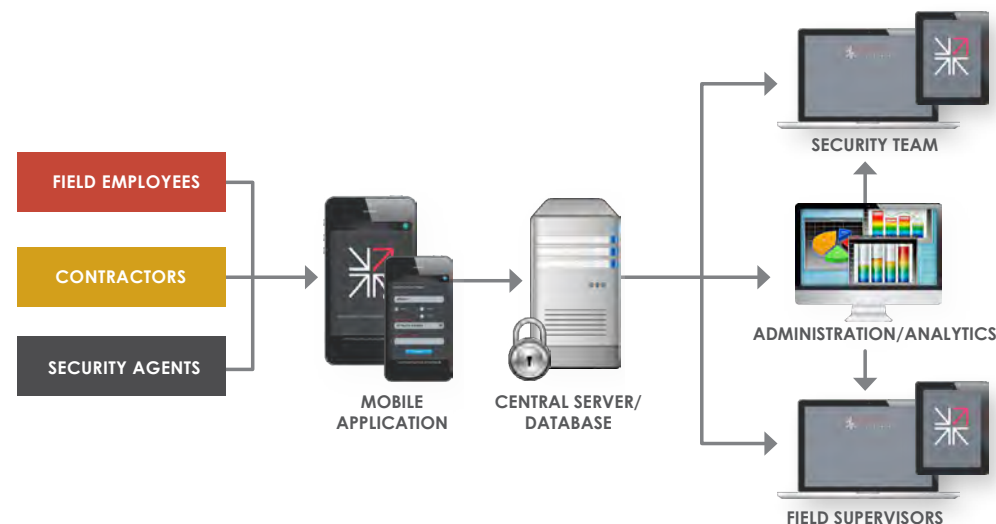 FIELD EMPLOYEES
CONTRACTORS
SECURITY AGENTS
MOBILE
APPLICATION
CENTRAL SERVER/
DATABASE
SECURITY TEAM
ADMINISTRATION/ANALYTICS
FIELD SUPERVISORS